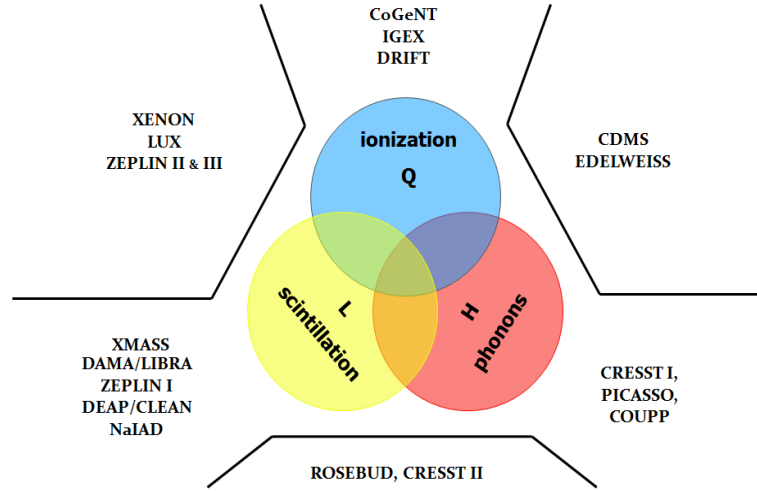 CoGeNT
IGEX
DRIFT
XENON
LUX
ZEPLIN II & III
CDMS
EDELWEISS
ionization
Q
L
scintillation
H
phonons
XMASS
DAMA/LIBRA
ZEPLIN I
DEAP/CLEAN
NaIAD
CRESST I,
PICASSO,
COUPP
ROSEBUD, CRESST II